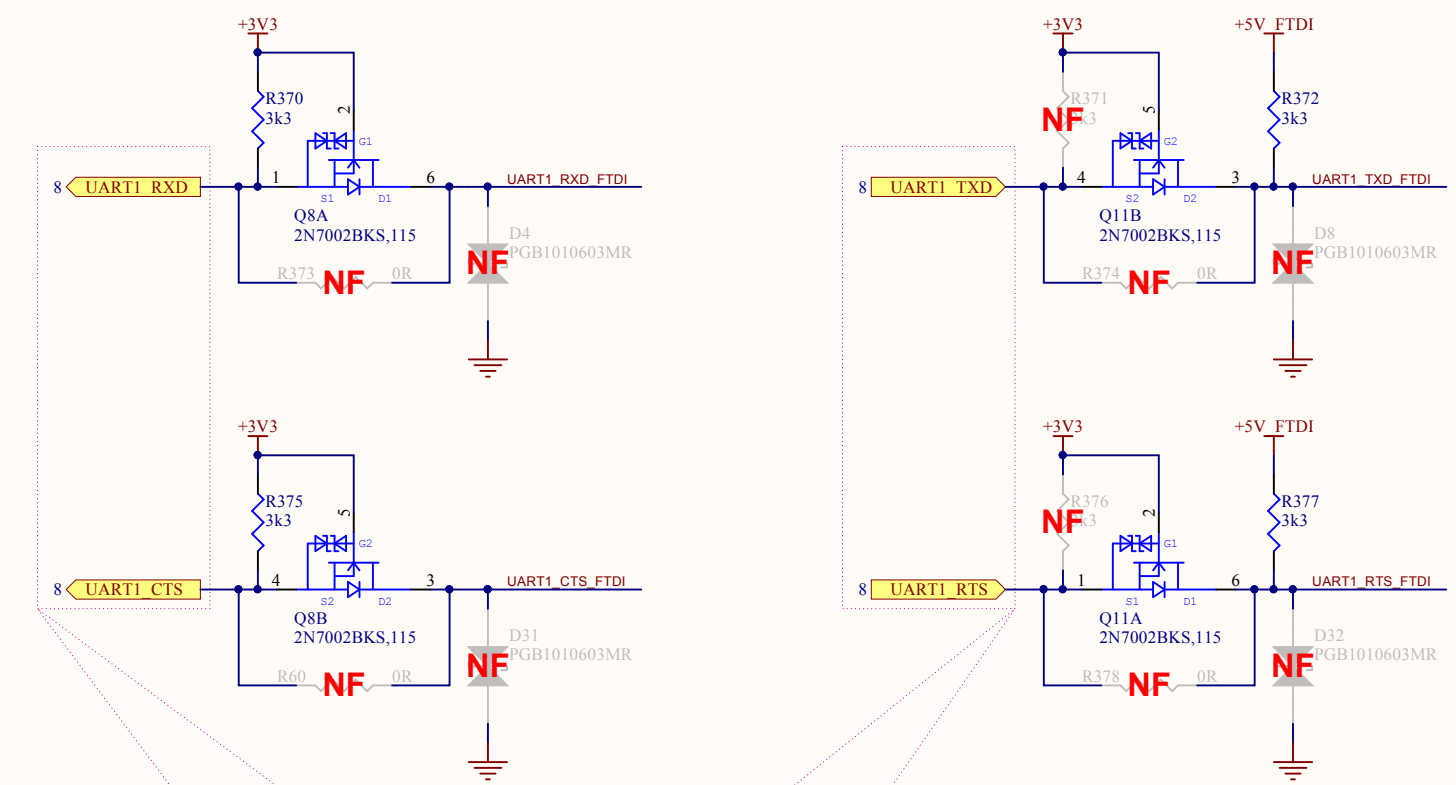 +3V3
R370
3k3
2
G1
8 UART1_RXD
1
6
UART1_RXD_FTDI
S1
D1
Q8A
2N7002BKS,115
R373
NF
0R
D4
PGB1010603MR
NF
+3V3
R371
3k3
NF
5
G2
+5V_FTDI
R372
3k3
8 UART1_TXD
4
3
UART1_TXD_FTDI
S2
D2
Q11B
2N7002BKS,115
R374
NF
0R
D8
PGB1010603MR
NF
+3V3
R375
3k3
5
G2
8 UART1_CTS
4
3
UART1_CTS_FTDI
S2
D2
Q8B
2N7002BKS,115
R60
NF
0R
D31
PGB1010603MR
NF
+3V3
R376
3k3
NF
2
G1
+5V_FTDI
R377
3k3
8 UART1_RTS
1
6
UART1_RTS_FTDI
S1
D1
Q11A
2N7002BKS,115
R378
NF
0R
D32
PGB1010603MR
NF